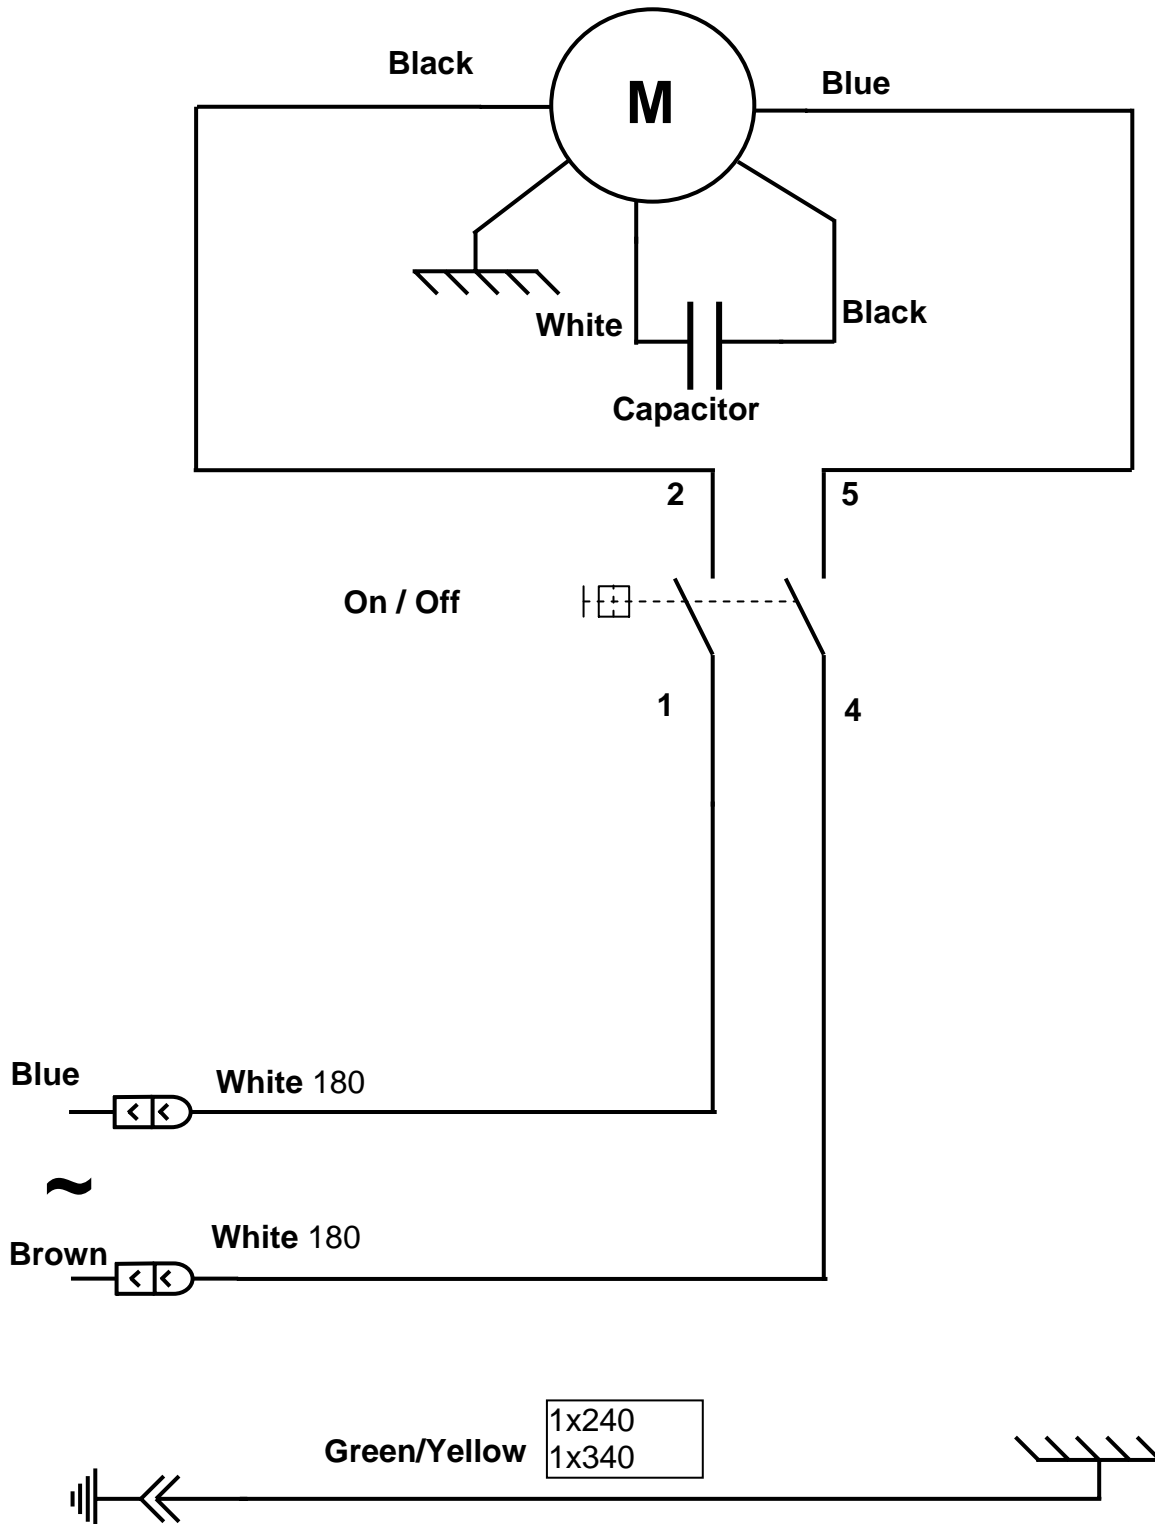 Black
M
Blue
White
Black
Capacitor
2
5
On / Off
1
4
Blue
White 180
~
Brown
White 180
Green/Yellow
1x240
1x340